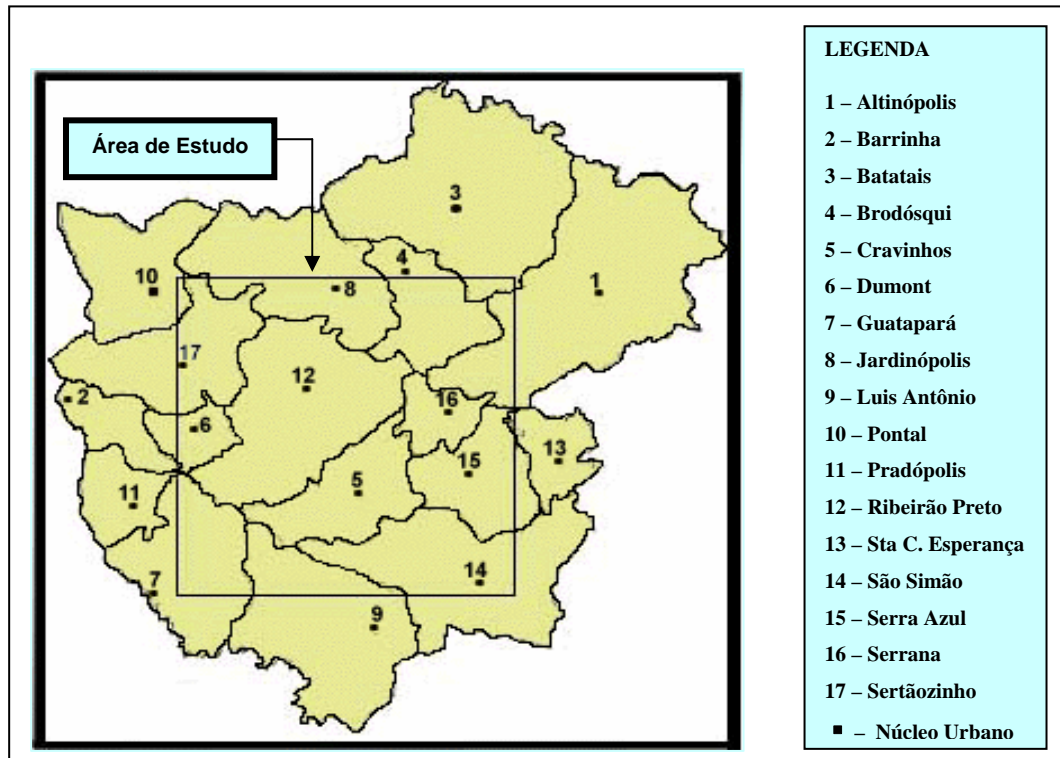 Área de Estudo
3
4
1
10
8
17
12
2
16
6
13
15
5
11
14
7
9
LEGENDA
1 – Altinópolis
2 – Barrinha
3 – Batatais
4 – Brodósqui
5 – Cravinhos
6 – Dumont
7 – Guatapará
8 – Jardinópolis
9 – Luis Antônio
10 – Pontal
11 – Pradópolis
12 – Ribeirão Preto
13 – Sta C. Esperança
14 – São Simão
15 – Serra Azul
16 – Serrana
17 – Sertãozinho
– Núcleo Urbano